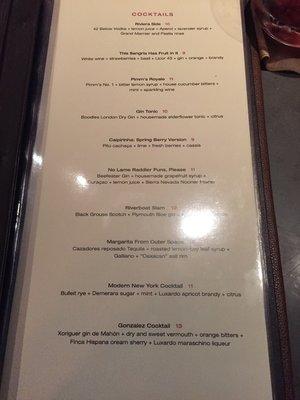 COCKTAILS
Riviera Side 10
42 Below Vodka + lemon juice + Aperol + lavender syrup +
Grand Marnier and Pastis rinse
This Sangria Has Fruit in It 9
White wine + strawberries + basil + Licor 43 + gin + orange + brandy
Pimm's Royale 11
Pimm's No. 1 + bitter lemon syrup + house cucumber bitters +
mint + sparkling wine
Gin Tonic 10
Boodles London Dry Gin + housemade elderflower tonic + citrus
Caipirinha: Spring Berry Version 9
Pitu cachaça + lime + fresh berries + cassis
No Lame Raddler Puns, Please 11
Beefeater Gin + housemade grapefruit syrup +
Curaçao + lemon juice + Sierra Nevada Nooner
Riverboat Slam 12
Black Grouse Scotch + Plymouth Sloe gin + citrus
Margarita From Outer Space
Cazadores reposado Tequila + roasted lemon-bay leaf syrup +
Galliano + "Oaxacan" salt rim
Modern New York Cocktail 11
Bulleit rye + Demerara sugar + mint + Luxardo apricot brandy + citrus
Gonzalez Cocktail 13
Xoriguer gin de Mahón + dry and sweet vermouth + orange bitters +
Finca Hispana cream sherry + Luxardo maraschino liqueur